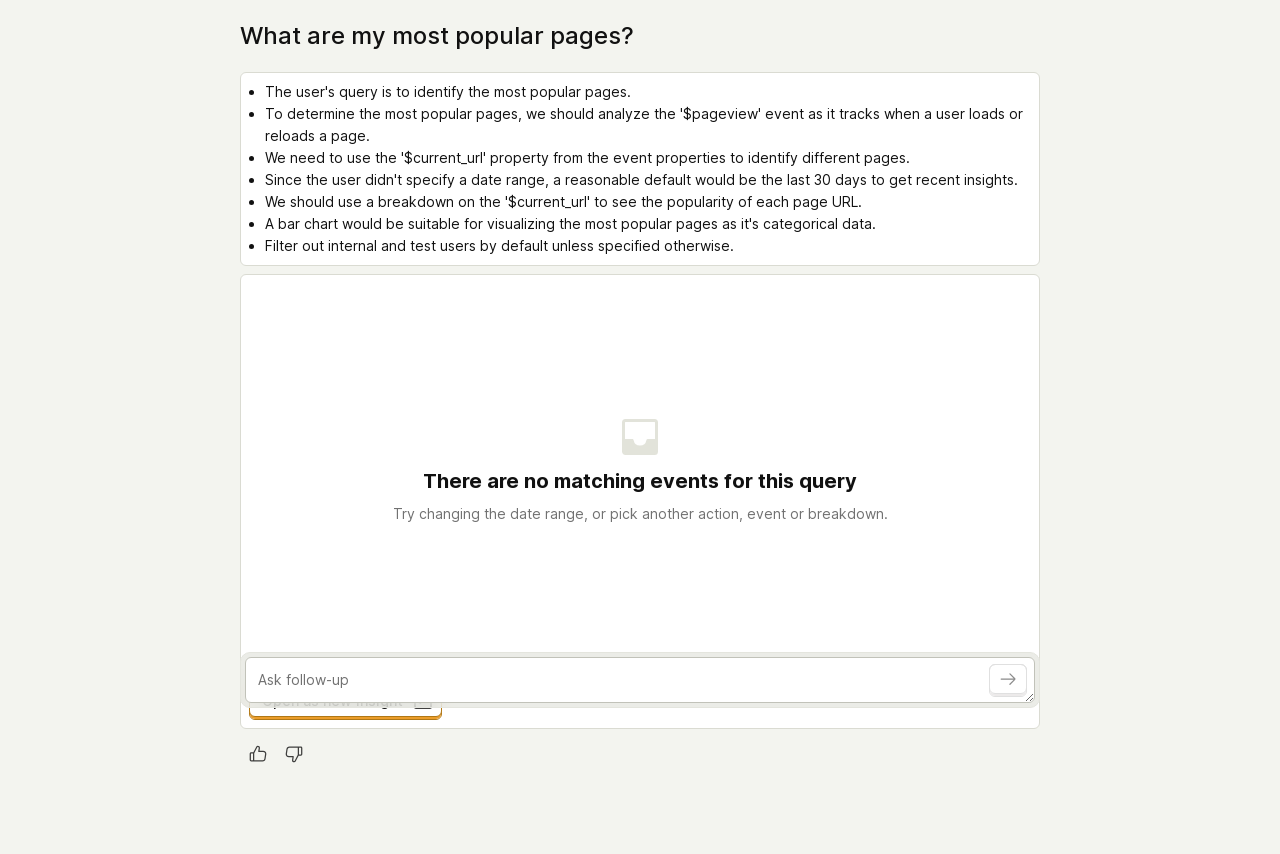 What are my most popular pages?
The user's query is to identify the most popular pages.
To determine the most popular pages, we should analyze the '$pageview' event as it tracks when a user loads or
reloads a page.
We need to use the '$current_url' property from the event properties to identify different pages.
Since the user didn't specify a date range, a reasonable default would be the last 30 days to get recent insights.
We should use a breakdown on the '$current_url' to see the popularity of each page URL.
A bar chart would be suitable for visualizing the most popular pages as it's categorical data.
Filter out internal and test users by default unless specified otherwise.
There are no matching events for this query
Try changing the date range, or pick another action, event or breakdown.
Ask follow-up
Open as new insight